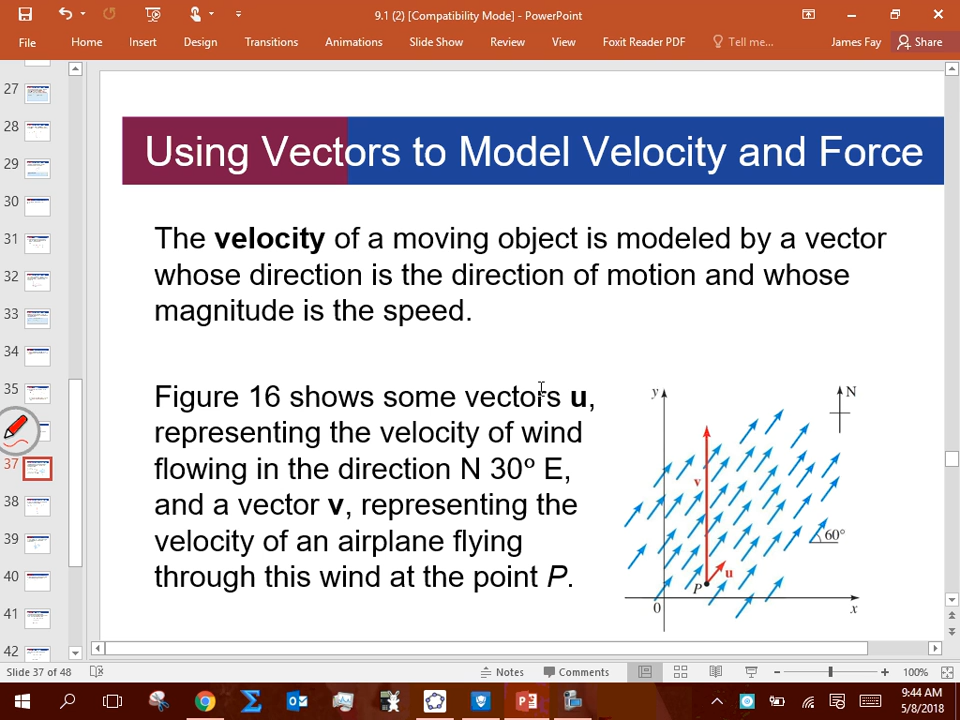 9.1 (2) [Compatibility Mode] - PowerPoint
File Home Insert Design Transitions Animations Slide Show Review View Foxit Reader PDF Tell me... James Fay Share
27
28
29
30
31
32
33
34
35
37
38
39
40
41
42
Using Vectors to Model Velocity and Force
The velocity of a moving object is modeled by a vector
whose direction is the direction of motion and whose
magnitude is the speed.
Figure 16 shows some vectors u,
representing the velocity of wind
flowing in the direction N 30° E,
and a vector v, representing the
velocity of an airplane flying
through this wind at the point P.
y
N
v
60°
u
P
0
x
Slide 37 of 48 Notes Comments 100%
9:44 AM
5/8/2018